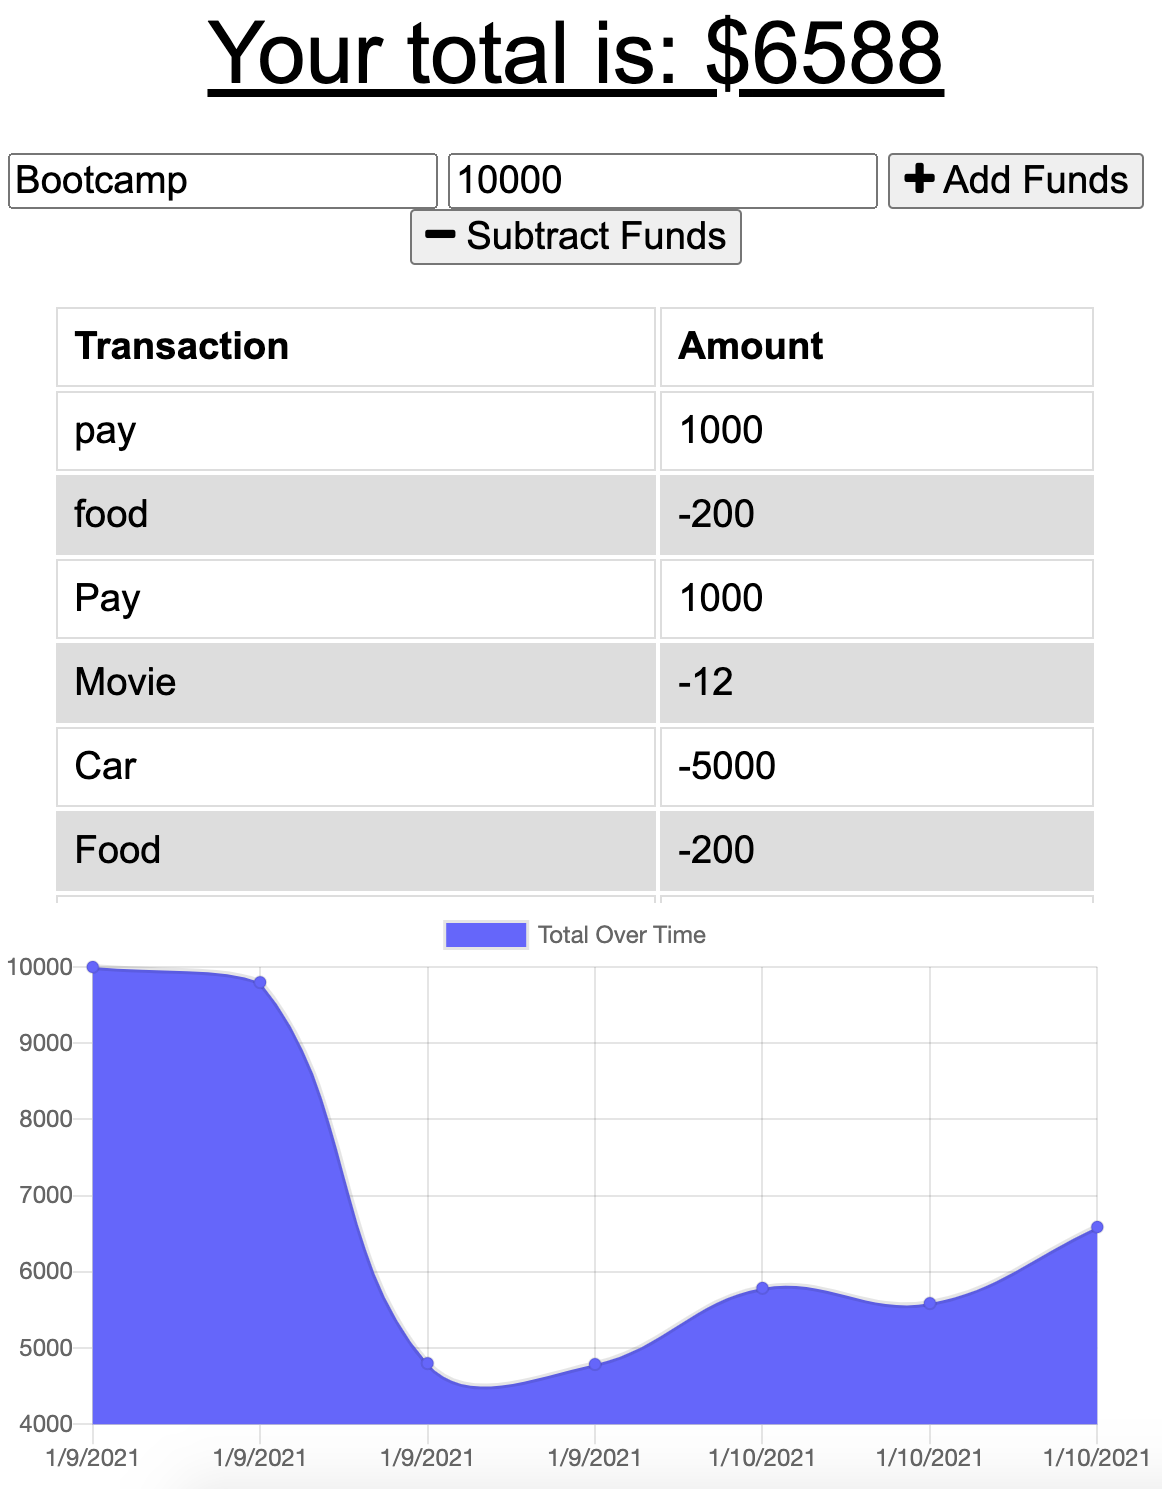 Your total is: $6588
Bootcamp 10000 Add Funds
Subtract Funds
Transaction Amount
pay 1000
food -200
Pay 1000
Movie -12
Car -5000
Food -200
Total Over Time
10000
9000
8000
7000
6000
5000
4000
1/9/2021 1/9/2021 1/9/2021 1/9/2021 1/10/2021 1/10/2021 1/10/2021